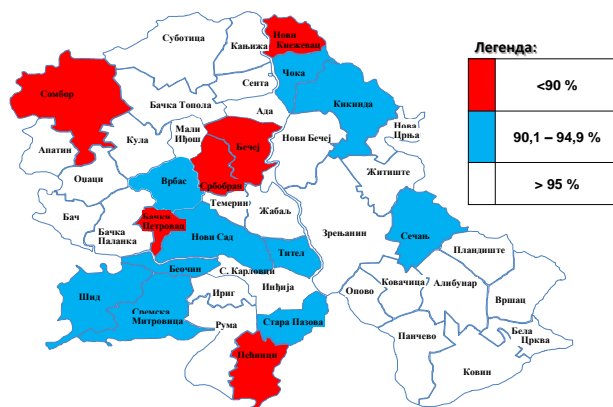 Суботица
Кањижа
Нови
Кнежевац
Чока
Сента
Кикинда
Сомбор
Бачка Топола
Ада
Нова
Црња
Мали
Иђош
Кула
Апатин
Бечеј
Нови Бечеј
Србобран
Житиште
Оџаци
Врбас
Темерин
Жабаљ
Бач
Бачки
Петровац
Бачка
Паланка
Нови Сад
Зрењанин
Сечањ
Тител
Пландиште
Беочин
С. Карловци
Инђија
Ириг
Опово
Ковачица
Алибунар
Вршац
Шид
Сремска
Митровица
Рума
Стара Пазова
Панчево
Бела
Црква
Ковин
Пећинци
Легенда:
<90 %
90,1 – 94,9 %
> 95 %